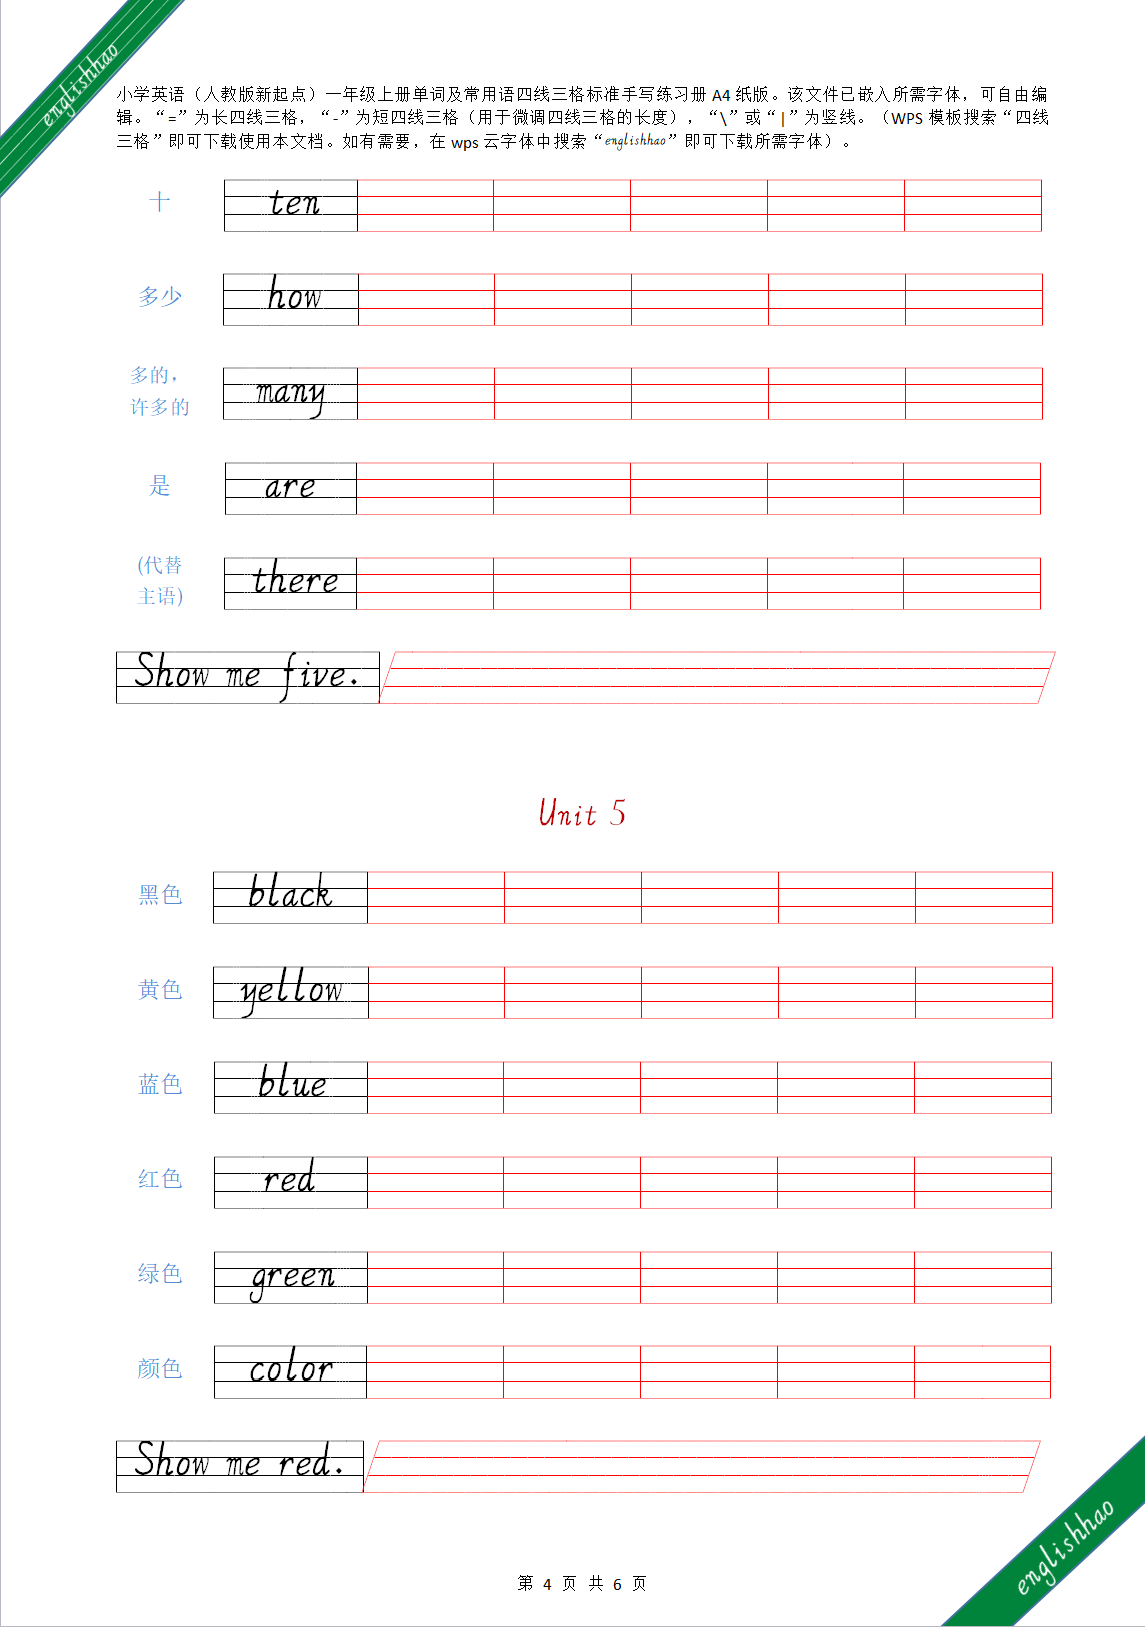 englishhao
小学英语（人教版新起点）一年级上册单词及常用语四线三格标准手写练习册 A4 纸版。该文件已嵌入所需字体，可自由编
辑。“=”为长四线三格，“-”为短四线三格（用于微调四线三格的长度），“\”或“|”为竖线。（WPS 模板搜索“四线
三格”即可下载使用本文档。如有需要，在 wps 云字体中搜索“englishhao”即可下载所需字体）。
十 ten
多少 how
多的，
许多的 many
是 are
(代替
主语) there
Show me five.
Unit 5
黑色 black
黄色 yellow
蓝色 blue
红色 red
绿色 green
颜色 color
Show me red.
englishhao
第 4 页 共 6 页